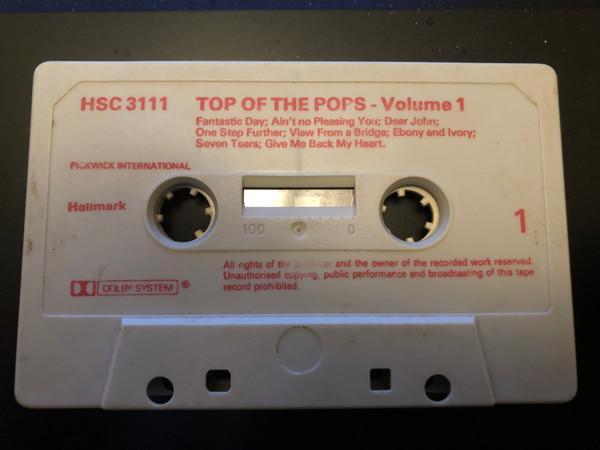 HSC 3111 TOP OF THE POPS - Volume 1
Fantastic Day; Ain't no Pleasing You; Dear John;
One Step Further; View From a Bridge; Ebony and Ivory;
Seven Tears; Give Me Back My Heart.
PICKWICK INTERNATIONAL
Hallmark
100 0
1
All rights of the and the owner of the recorded work reserved.
Unauthorised copying, public performance and broadcasting of this tape
record prohibited.
DOLBY SYSTEM ®